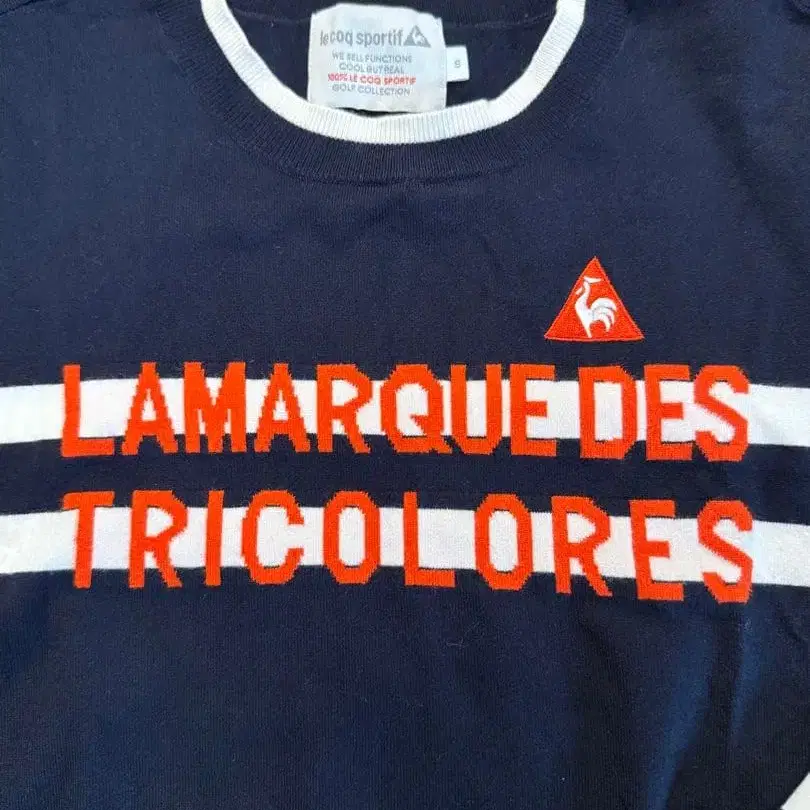 le coq sportif
WE SELL FUNCTIONS
COOL BUT REAL
100% LE COQ SPORTIF
GOLF COLLECTION
LAMARQUE DES
TRICOLORES